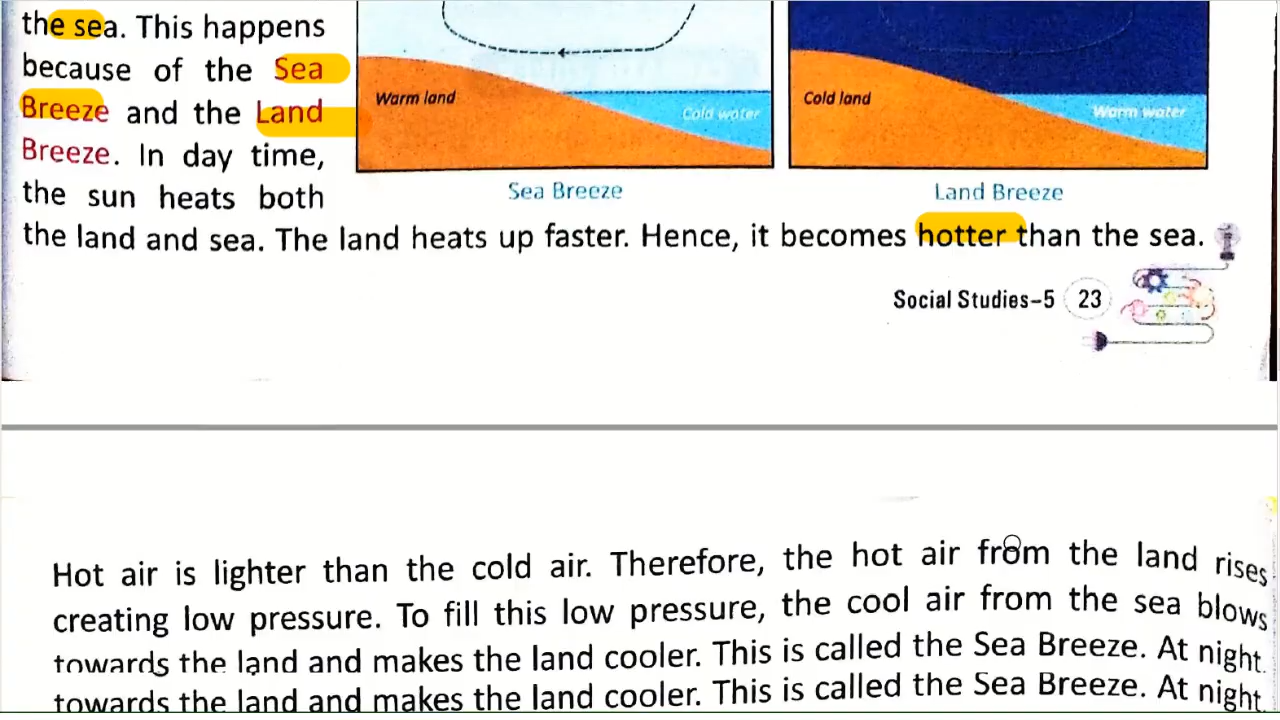 the sea. This happens
because of the Sea
Breeze and the Land
Breeze. In day time,
the sun heats both
the land and sea. The land heats up faster. Hence, it becomes hotter than the sea.
Warm land
Cold water
Sea Breeze
Cold land
Warm water
Land Breeze
Social Studies-5 23
Hot air is lighter than the cold air. Therefore, the hot air from the land rises
creating low pressure. To fill this low pressure, the cool air from the sea blows
towards the land and makes the land cooler. This is called the Sea Breeze. At night,
towards the land and makes the land cooler. This is called the Sea Breeze. At night,